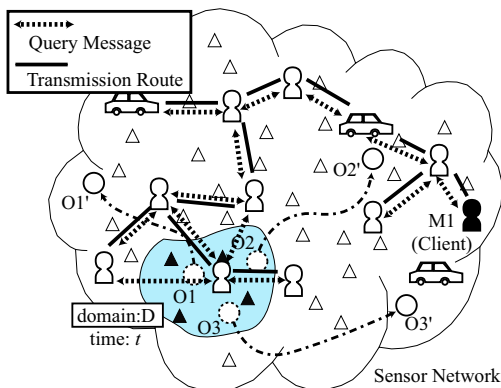 Query Message
Transmission Route
O1'
O2'
M1
(Client)
O2
O1
domain:D
time: t
O3
O3'
Sensor Network